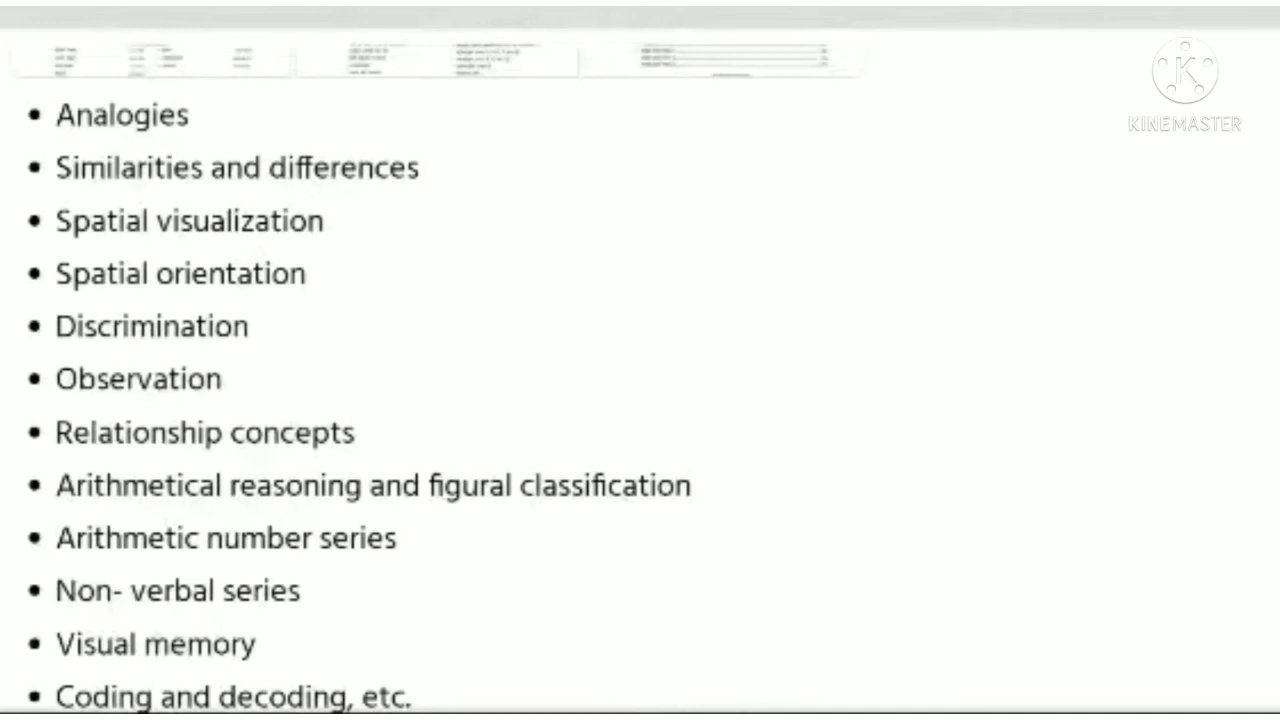 KINEMASTER
• Analogies
• Similarities and differences
• Spatial visualization
• Spatial orientation
• Discrimination
• Observation
• Relationship concepts
• Arithmetical reasoning and figural classification
• Arithmetic number series
• Non- verbal series
• Visual memory
• Coding and decoding, etc.